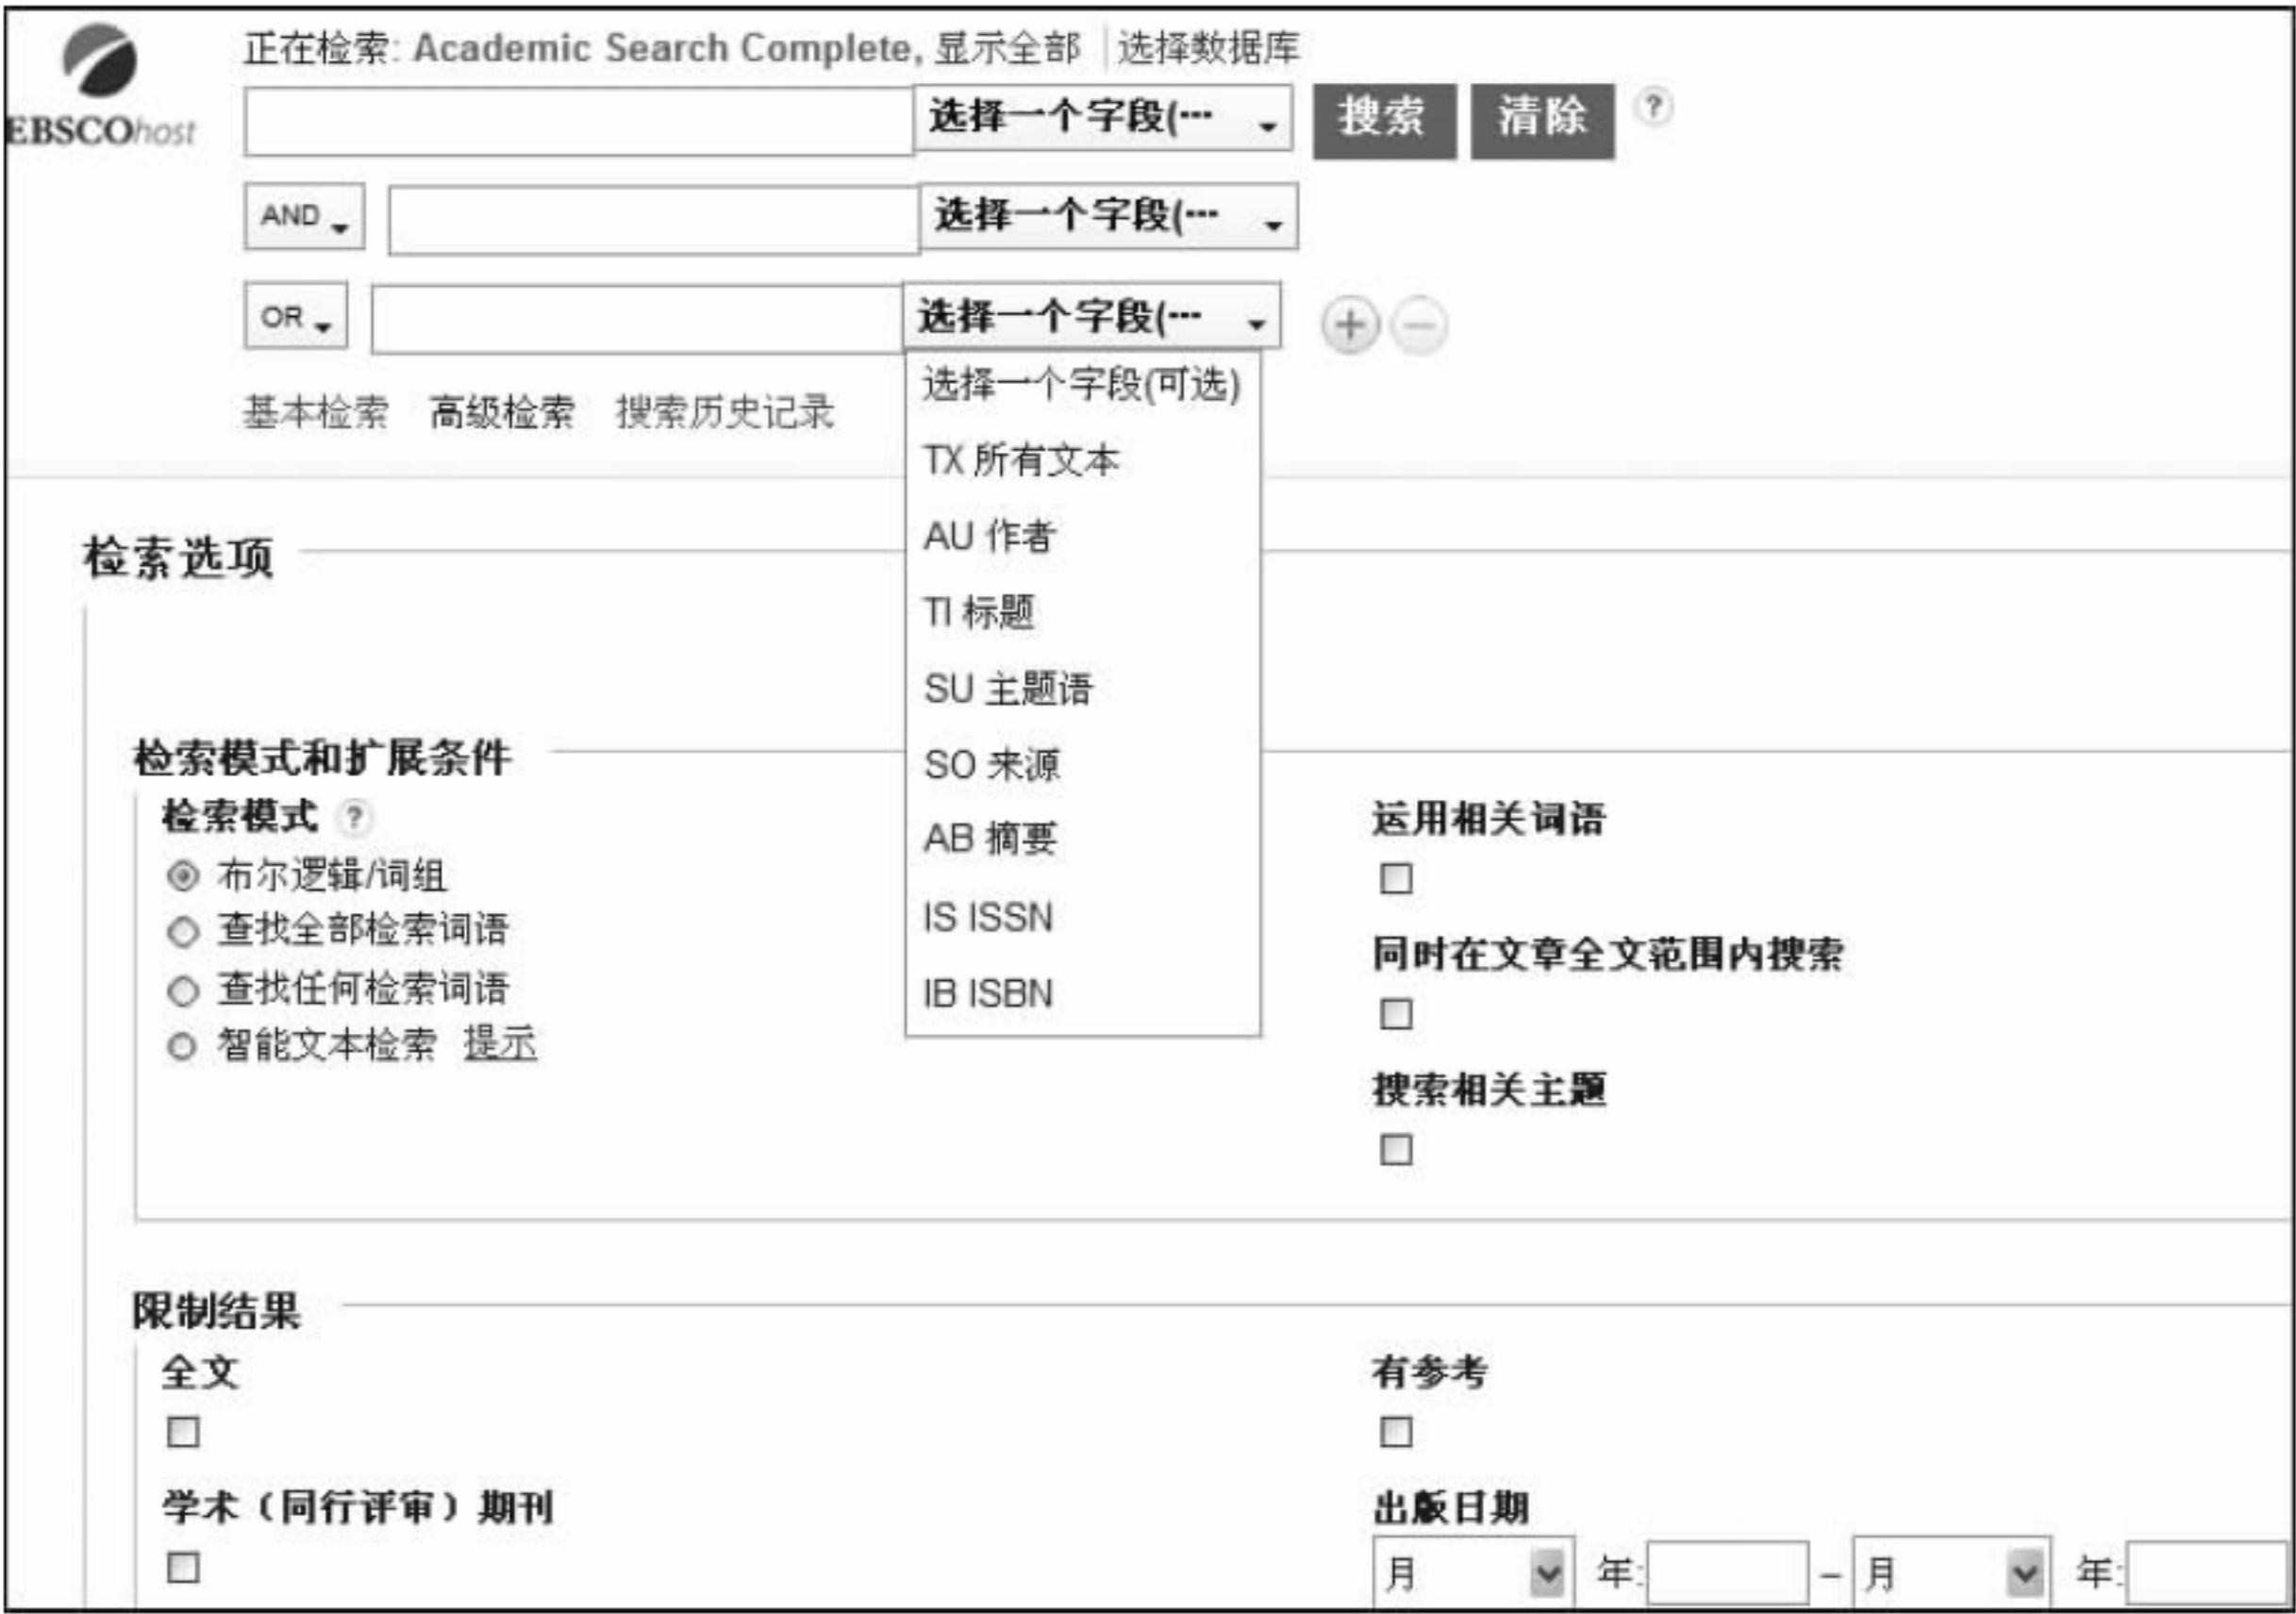 正在检索: Academic Search Complete, 显示全部 | 选择数据库
EBSCOhost
选择一个字段(··· 搜索 清除 ?
AND 选择一个字段(···
OR 选择一个字段(··· + −
选择一个字段(可选)
基本检索 高级检索 搜索历史记录
TX 所有文本
AU 作者
检索选项
TI 标题
SU 主题语
SO 来源
AB 摘要
IS ISSN
IB ISBN
检索模式和扩展条件
检索模式 ?
布尔逻辑/词组
查找全部检索词语
查找任何检索词语
智能文本检索 提示
运用相关词语
同时在文章全文范围内搜索
搜索相关主题
限制结果
全文
有参考
学术（同行评审）期刊
出版日期
月 年: – 月 年: